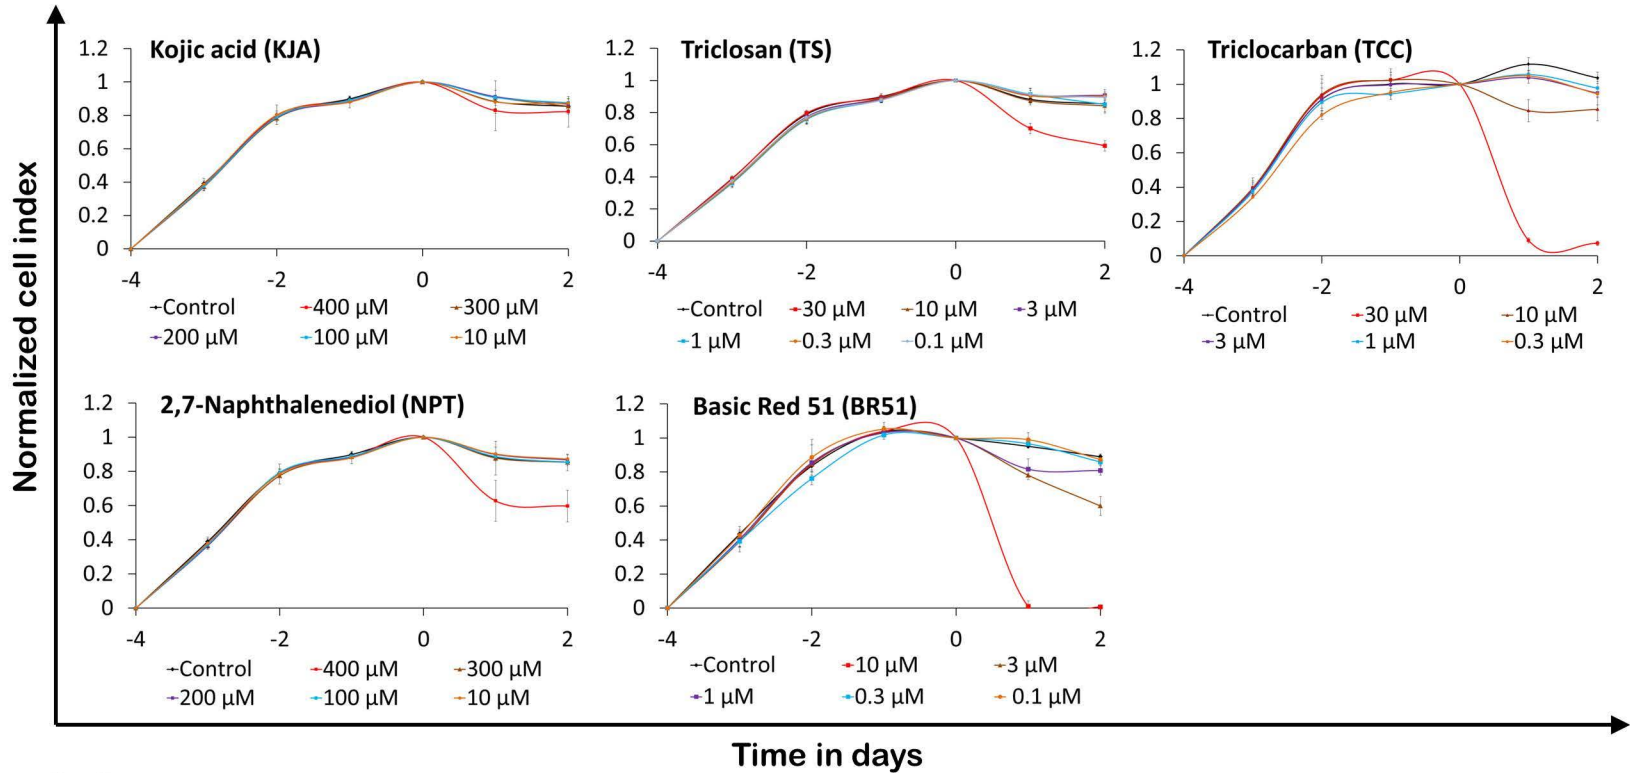 Normalized cell index
Kojic acid (KJA)
1.2
1
0.8
0.6
0.4
0.2
0
-4 -2 0 2
Control 400 µM 300 µM
200 µM 100 µM 10 µM
Triclosan (TS)
1.2
1
0.8
0.6
0.4
0.2
0
-4 -2 0 2
Control 30 µM 10 µM 3 µM
1 µM 0.3 µM 0.1 µM
Triclocarban (TCC)
1.2
1
0.8
0.6
0.4
0.2
0
-4 -2 0 2
Control 30 µM 10 µM
3 µM 1 µM 0.3 µM
2,7-Naphthalenediol (NPT)
1.2
1
0.8
0.6
0.4
0.2
0
-4 -2 0 2
Control 400 µM 300 µM
200 µM 100 µM 10 µM
Basic Red 51 (BR51)
1.2
1
0.8
0.6
0.4
0.2
0
-4 -2 0 2
Control 10 µM 3 µM
1 µM 0.3 µM 0.1 µM
Time in days